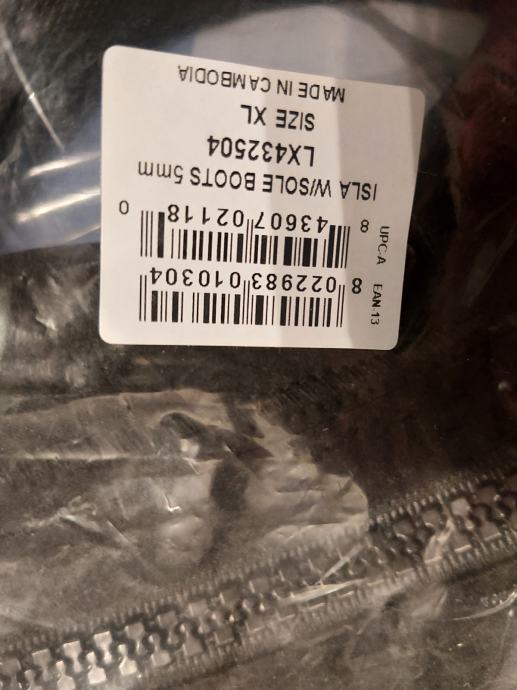 ISLA W/SOLE BOOTS 5mm
LX432504
SIZE XL
MADE IN CAMBODIA
UPC-A
8 43607 02118 0
EAN 13
8 022983 010304